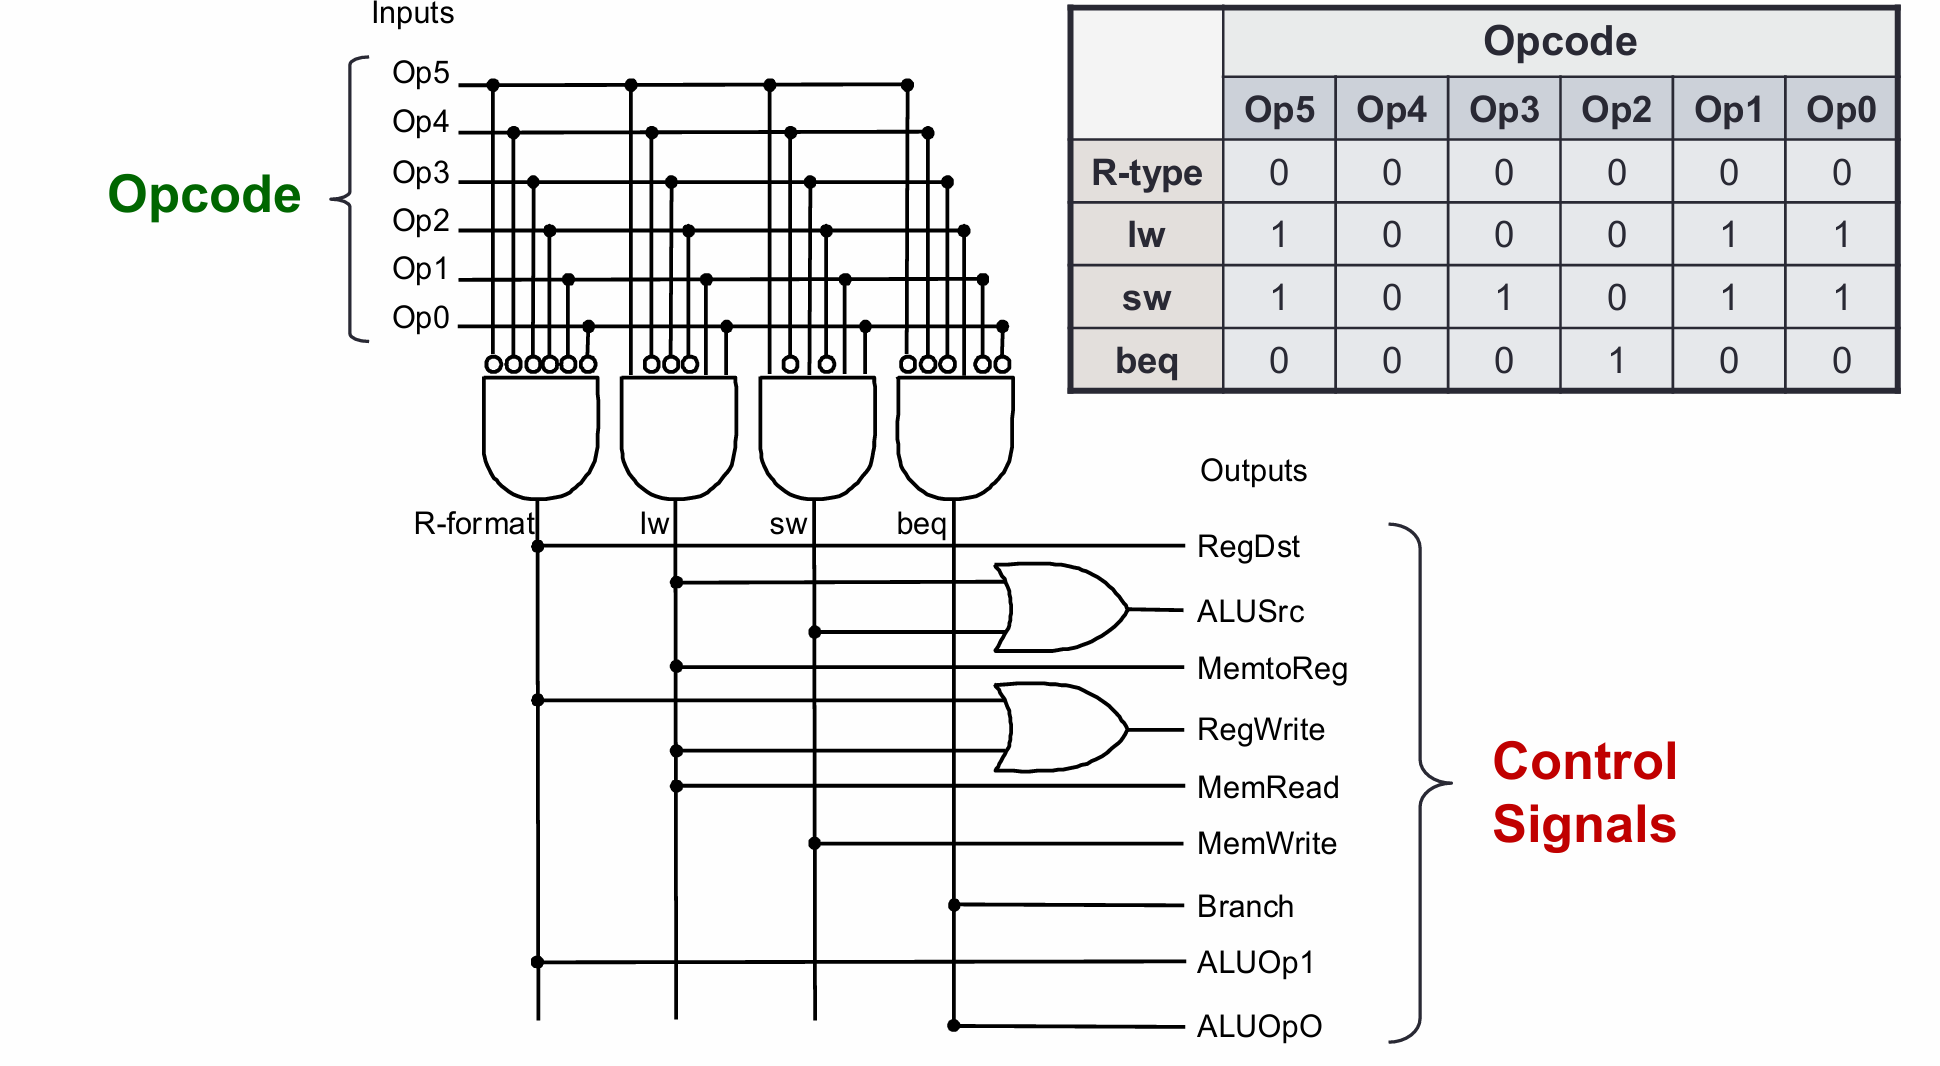 Inputs
Opcode
Op5
Op4
Op3
Op2
Op1
Op0
Opcode
Op5 Op4 Op3 Op2 Op1 Op0
R-type 0 0 0 0 0 0
lw 1 0 0 0 1 1
sw 1 0 1 0 1 1
beq 0 0 0 1 0 0
R-format lw sw beq
Outputs
RegDst
ALUSrc
MemtoReg
RegWrite
MemRead
MemWrite
Branch
ALUOp1
ALUOpO
Control
Signals